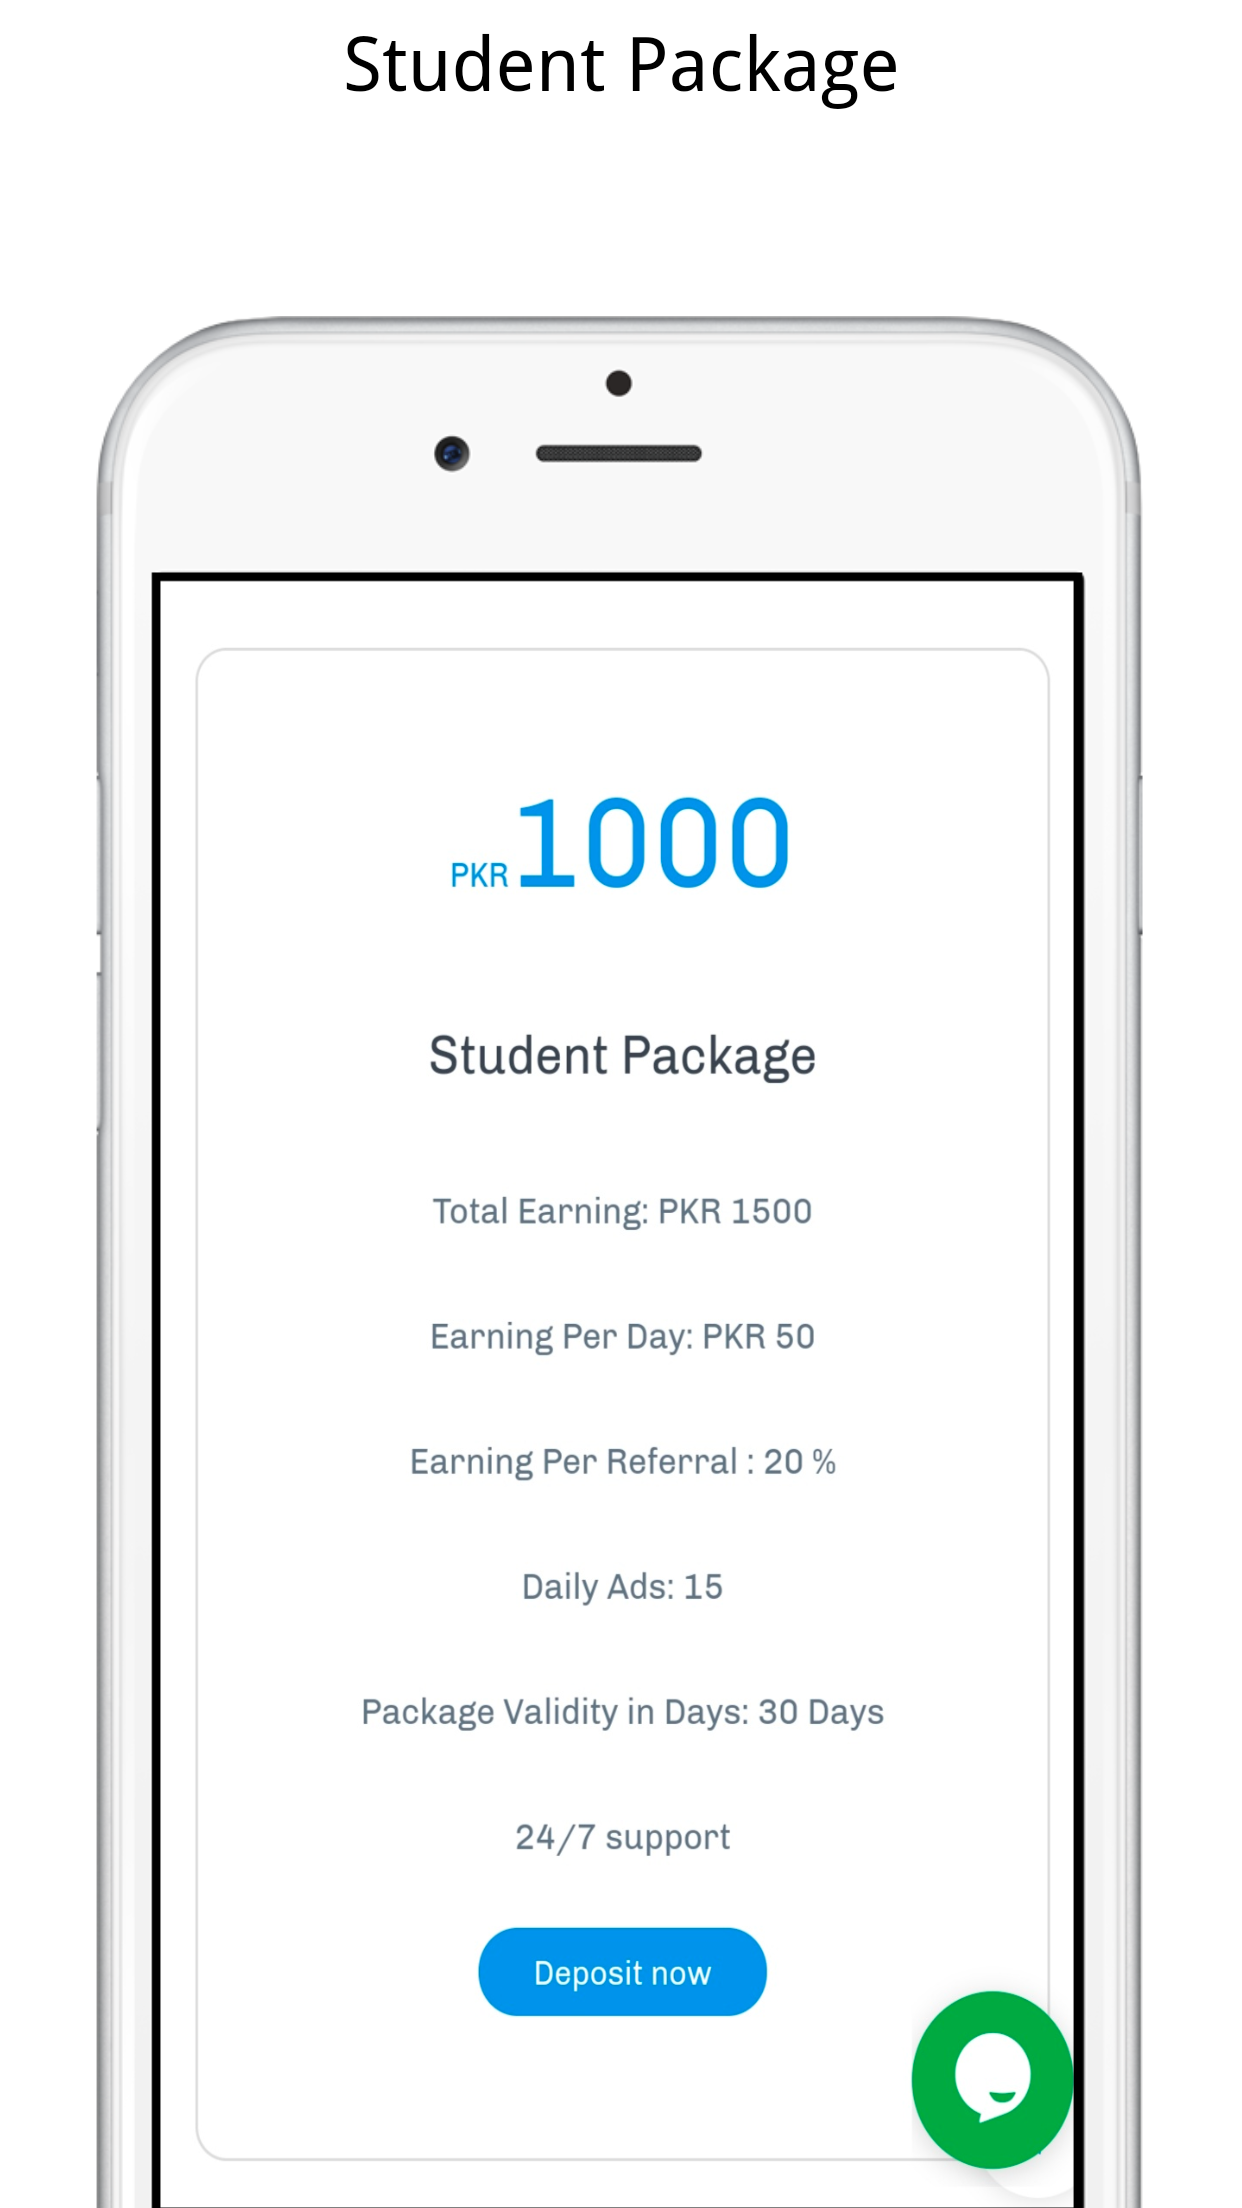 Student Package
PKR 1000
Student Package
Total Earning: PKR 1500
Earning Per Day: PKR 50
Earning Per Referral : 20 %
Daily Ads: 15
Package Validity in Days: 30 Days
24/7 support
Deposit now